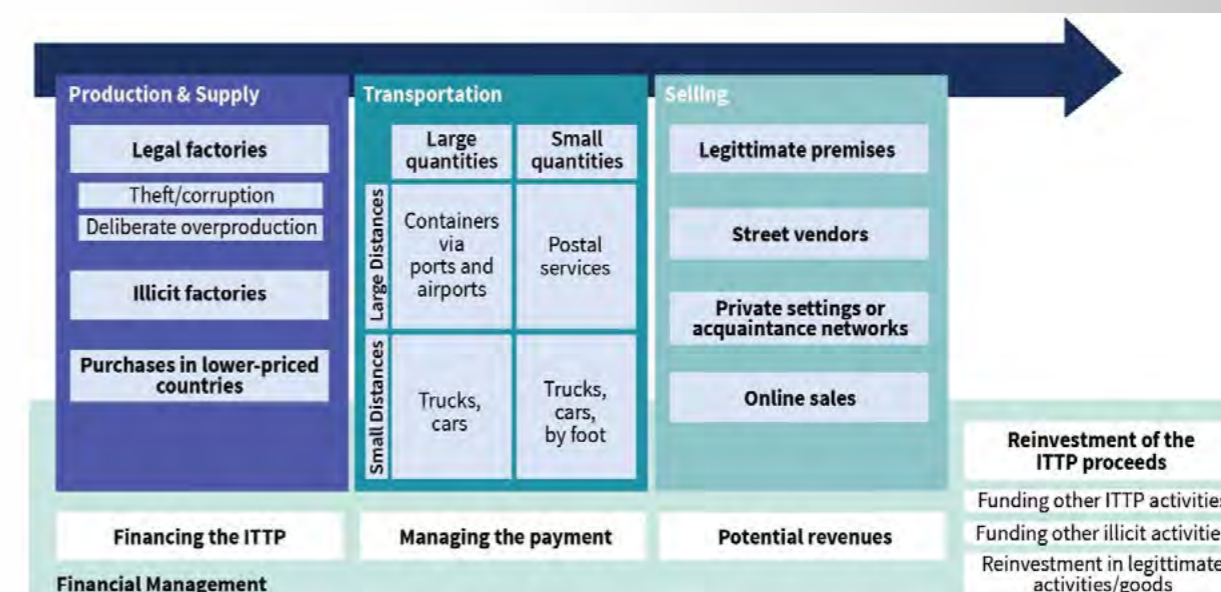 Production & Supply
Legal factories
Theft/corruption
Deliberate overproduction
Illicit factories
Purchases in lower-priced
countries
Transportation
Large
quantities
Small
quantities
Large Distances
Containers
via
ports and
airports
Postal
services
Small Distances
Trucks,
cars
Trucks,
cars,
by foot
Selling
Legittimate premises
Street vendors
Private settings or
acquaintance networks
Online sales
Financing the ITTP
Managing the payment
Potential revenues
Reinvestment of the
ITTP proceeds
Funding other ITTP activities
Funding other illicit activities
Reinvestment in legittimate
activities/goods
Financial Management